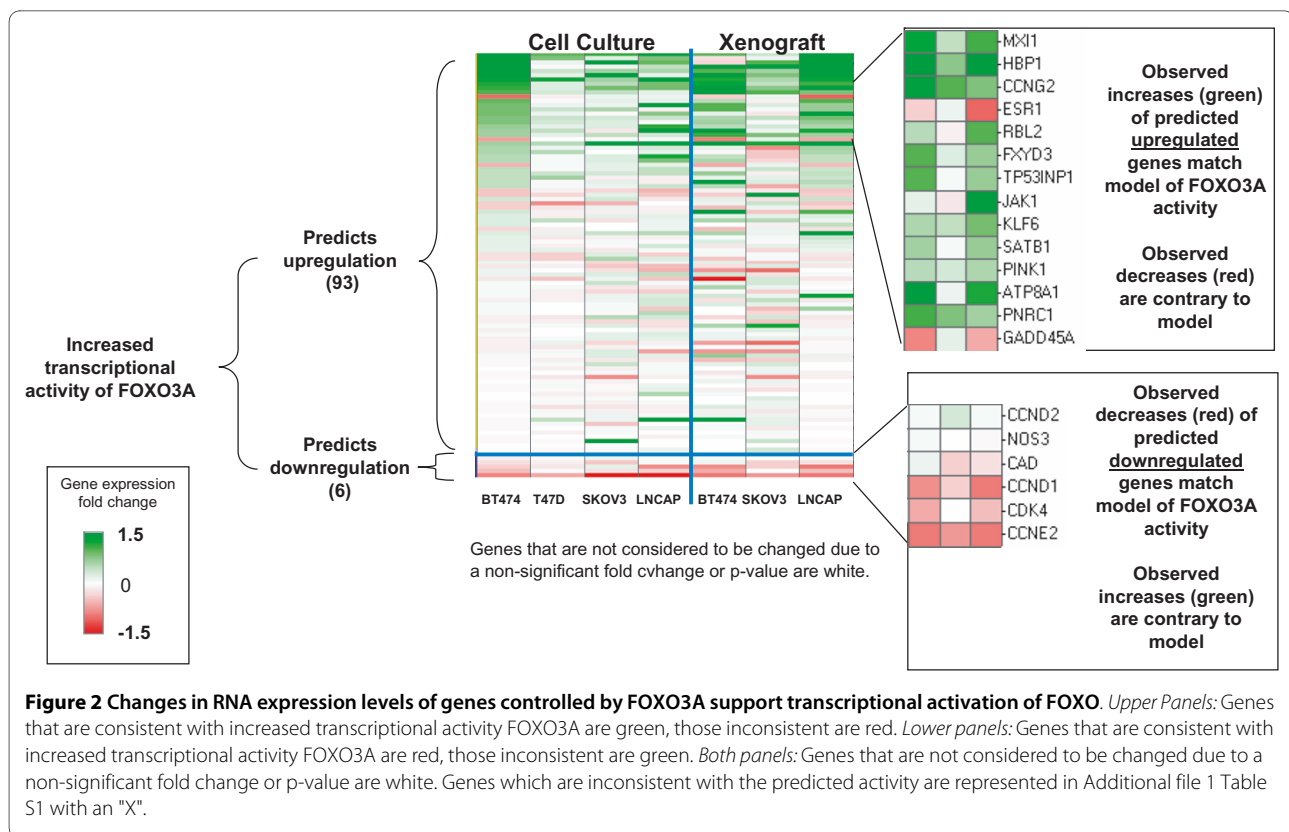 Cell Culture
Xenograft
Increased
transcriptional
activity of FOXO3A
Predicts
upregulation
(93)
Predicts
downregulation
(6)
Gene expression
fold change
1.5
0
-1.5
BT474
T47D
SKOV3
LNCAP
BT474
SKOV3
LNCAP
Genes that are not considered to be changed due to
a non-significant fold cvhange or p-value are white.
MXI1
HBP1
CCNG2
ESR1
RBL2
FXYD3
TP53INP1
JAK1
KLF6
SATB1
PINK1
ATP8A1
PNRC1
GADD45A
Observed
increases (green)
of predicted
upregulated
genes match
model of FOXO3A
activity
Observed
decreases (red)
are contrary to
model
CCND2
NOS3
CAD
CCND1
CDK4
CCNE2
Observed
decreases (red) of
predicted
downregulated
genes match
model of FOXO3A
activity
Observed
increases (green)
are contrary to
model
Figure 2 Changes in RNA expression levels of genes controlled by FOXO3A support transcriptional activation of FOXO. Upper Panels: Genes
that are consistent with increased transcriptional activity FOXO3A are green, those inconsistent are red. Lower panels: Genes that are consistent with
increased transcriptional activity FOXO3A are red, those inconsistent are green. Both panels: Genes that are not considered to be changed due to a
non-significant fold change or p-value are white. Genes which are inconsistent with the predicted activity are represented in Additional file 1 Table
S1 with an "X".